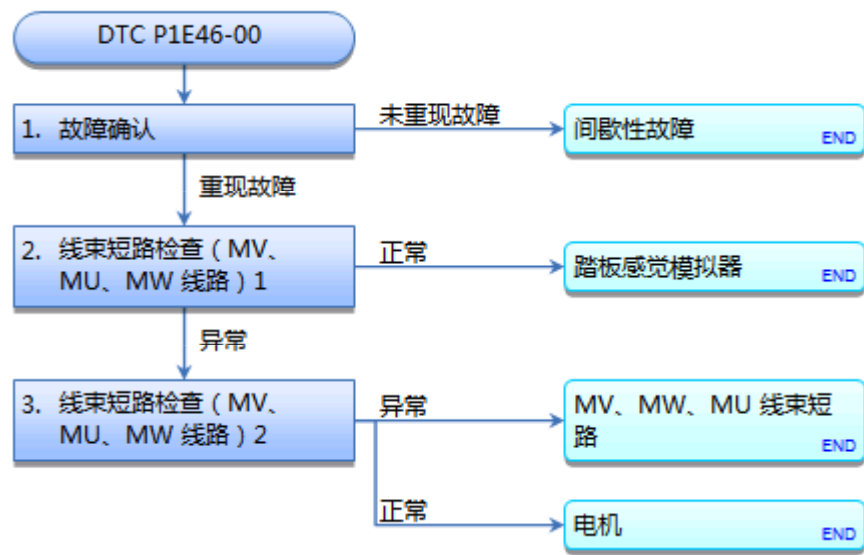 DTC P1E46-00
1. 故障确认
未重现故障
间歇性故障
END
重现故障
2. 线束短路检查（MV、
MU、MW 线路）1
正常
踏板感觉模拟器
END
异常
3. 线束短路检查（MV、
MU、MW 线路）2
异常
MV、MW、MU 线束短
路
END
正常
电机
END